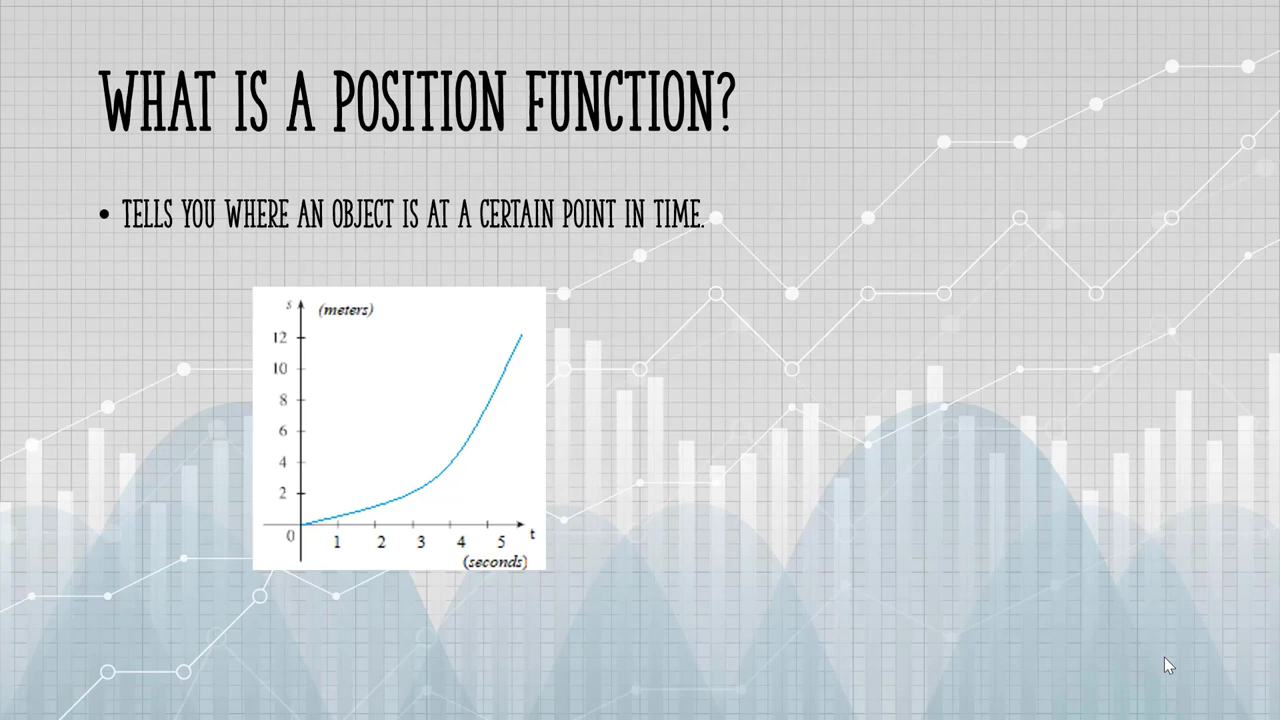 WHAT IS A POSITION FUNCTION?
• TELLS YOU WHERE AN OBJECT IS AT A CERTAIN POINT IN TIME.
s (meters)
12
10
8
6
4
2
0
1 2 3 4 5 t
(seconds)